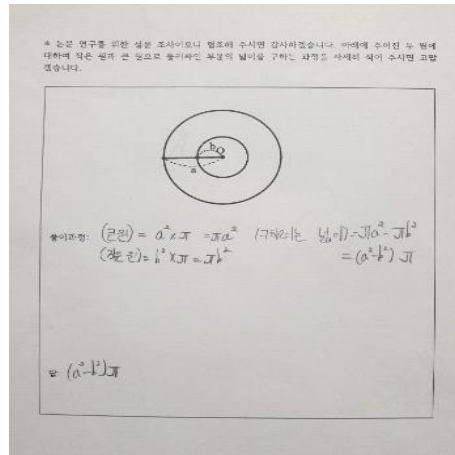 * 논문 연구를 위한 설문 조사이오니 협조해 주시면 감사하겠습니다. 아래에 주어진 두 원에
대하여 작은 원과 큰 원으로 둘러싸인 부분의 넓이를 구하는 과정을 자세히 적어 주시면 고맙
겠습니다.
b O
a
풀이과정: (큰원) = a² × π = πa² (구하려는 넓이) = πa² - πb²
(작은 원) = b² × π = πb² = (a²-b²) π
답: (a²-b²)π